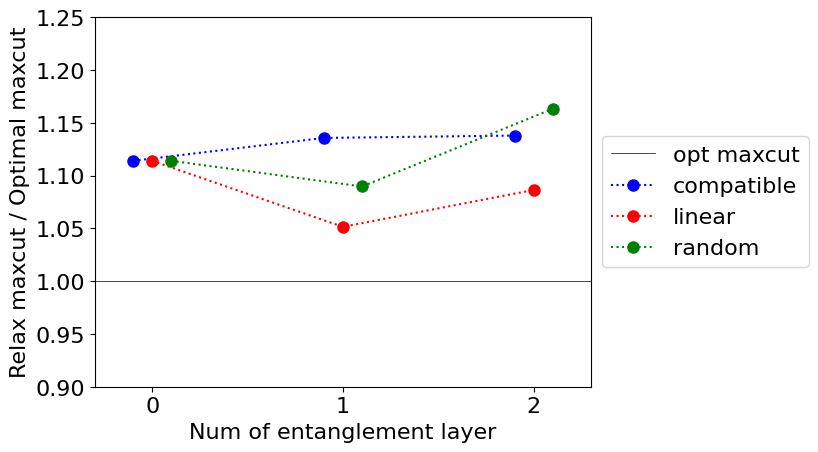 Relax maxcut / Optimal maxcut
1.25
1.20
1.15
1.10
1.05
1.00
0.95
0.90
0 1 2
Num of entanglement layer
opt maxcut
compatible
linear
random